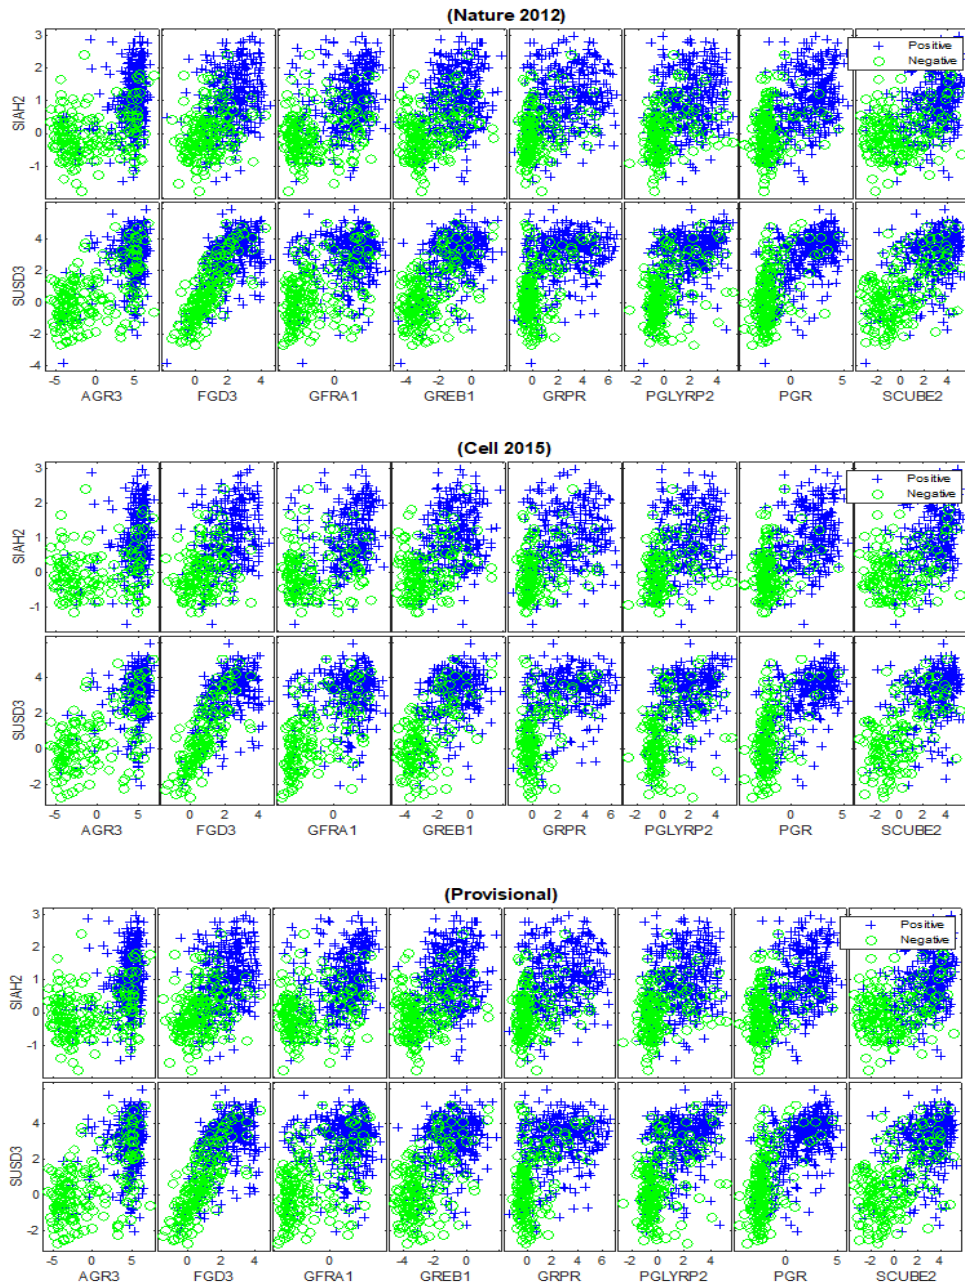 (Nature 2012)
3
2
1
0
-1
SIAH2
Positive
Negative
4
2
0
-2
-4
SUSD3
-5 0 5 0 2 4 0 -4 -2 0 0 2 4 6 -2 0 2 4 0 5 -2 0 2 4
AGR3 FGD3 GFRA1 GREB1 GRPR PGLYRP2 PGR SCUBE2
(Cell 2015)
3
2
1
0
-1
SIAH2
Positive
Negative
4
2
0
-2
SUSD3
-5 0 5 0 2 4 0 -4 -2 0 0 2 4 6 -2 0 2 4 0 5 -2 0 2 4
AGR3 FGD3 GFRA1 GREB1 GRPR PGLYRP2 PGR SCUBE2
(Provisional)
3
2
1
0
-1
SIAH2
Positive
Negative
4
2
0
-2
SUSD3
-5 0 5 0 2 4 0 -4 -2 0 0 2 4 6 -2 0 2 4 0 5 -2 0 2 4
AGR3 FGD3 GFRA1 GREB1 GRPR PGLYRP2 PGR SCUBE2